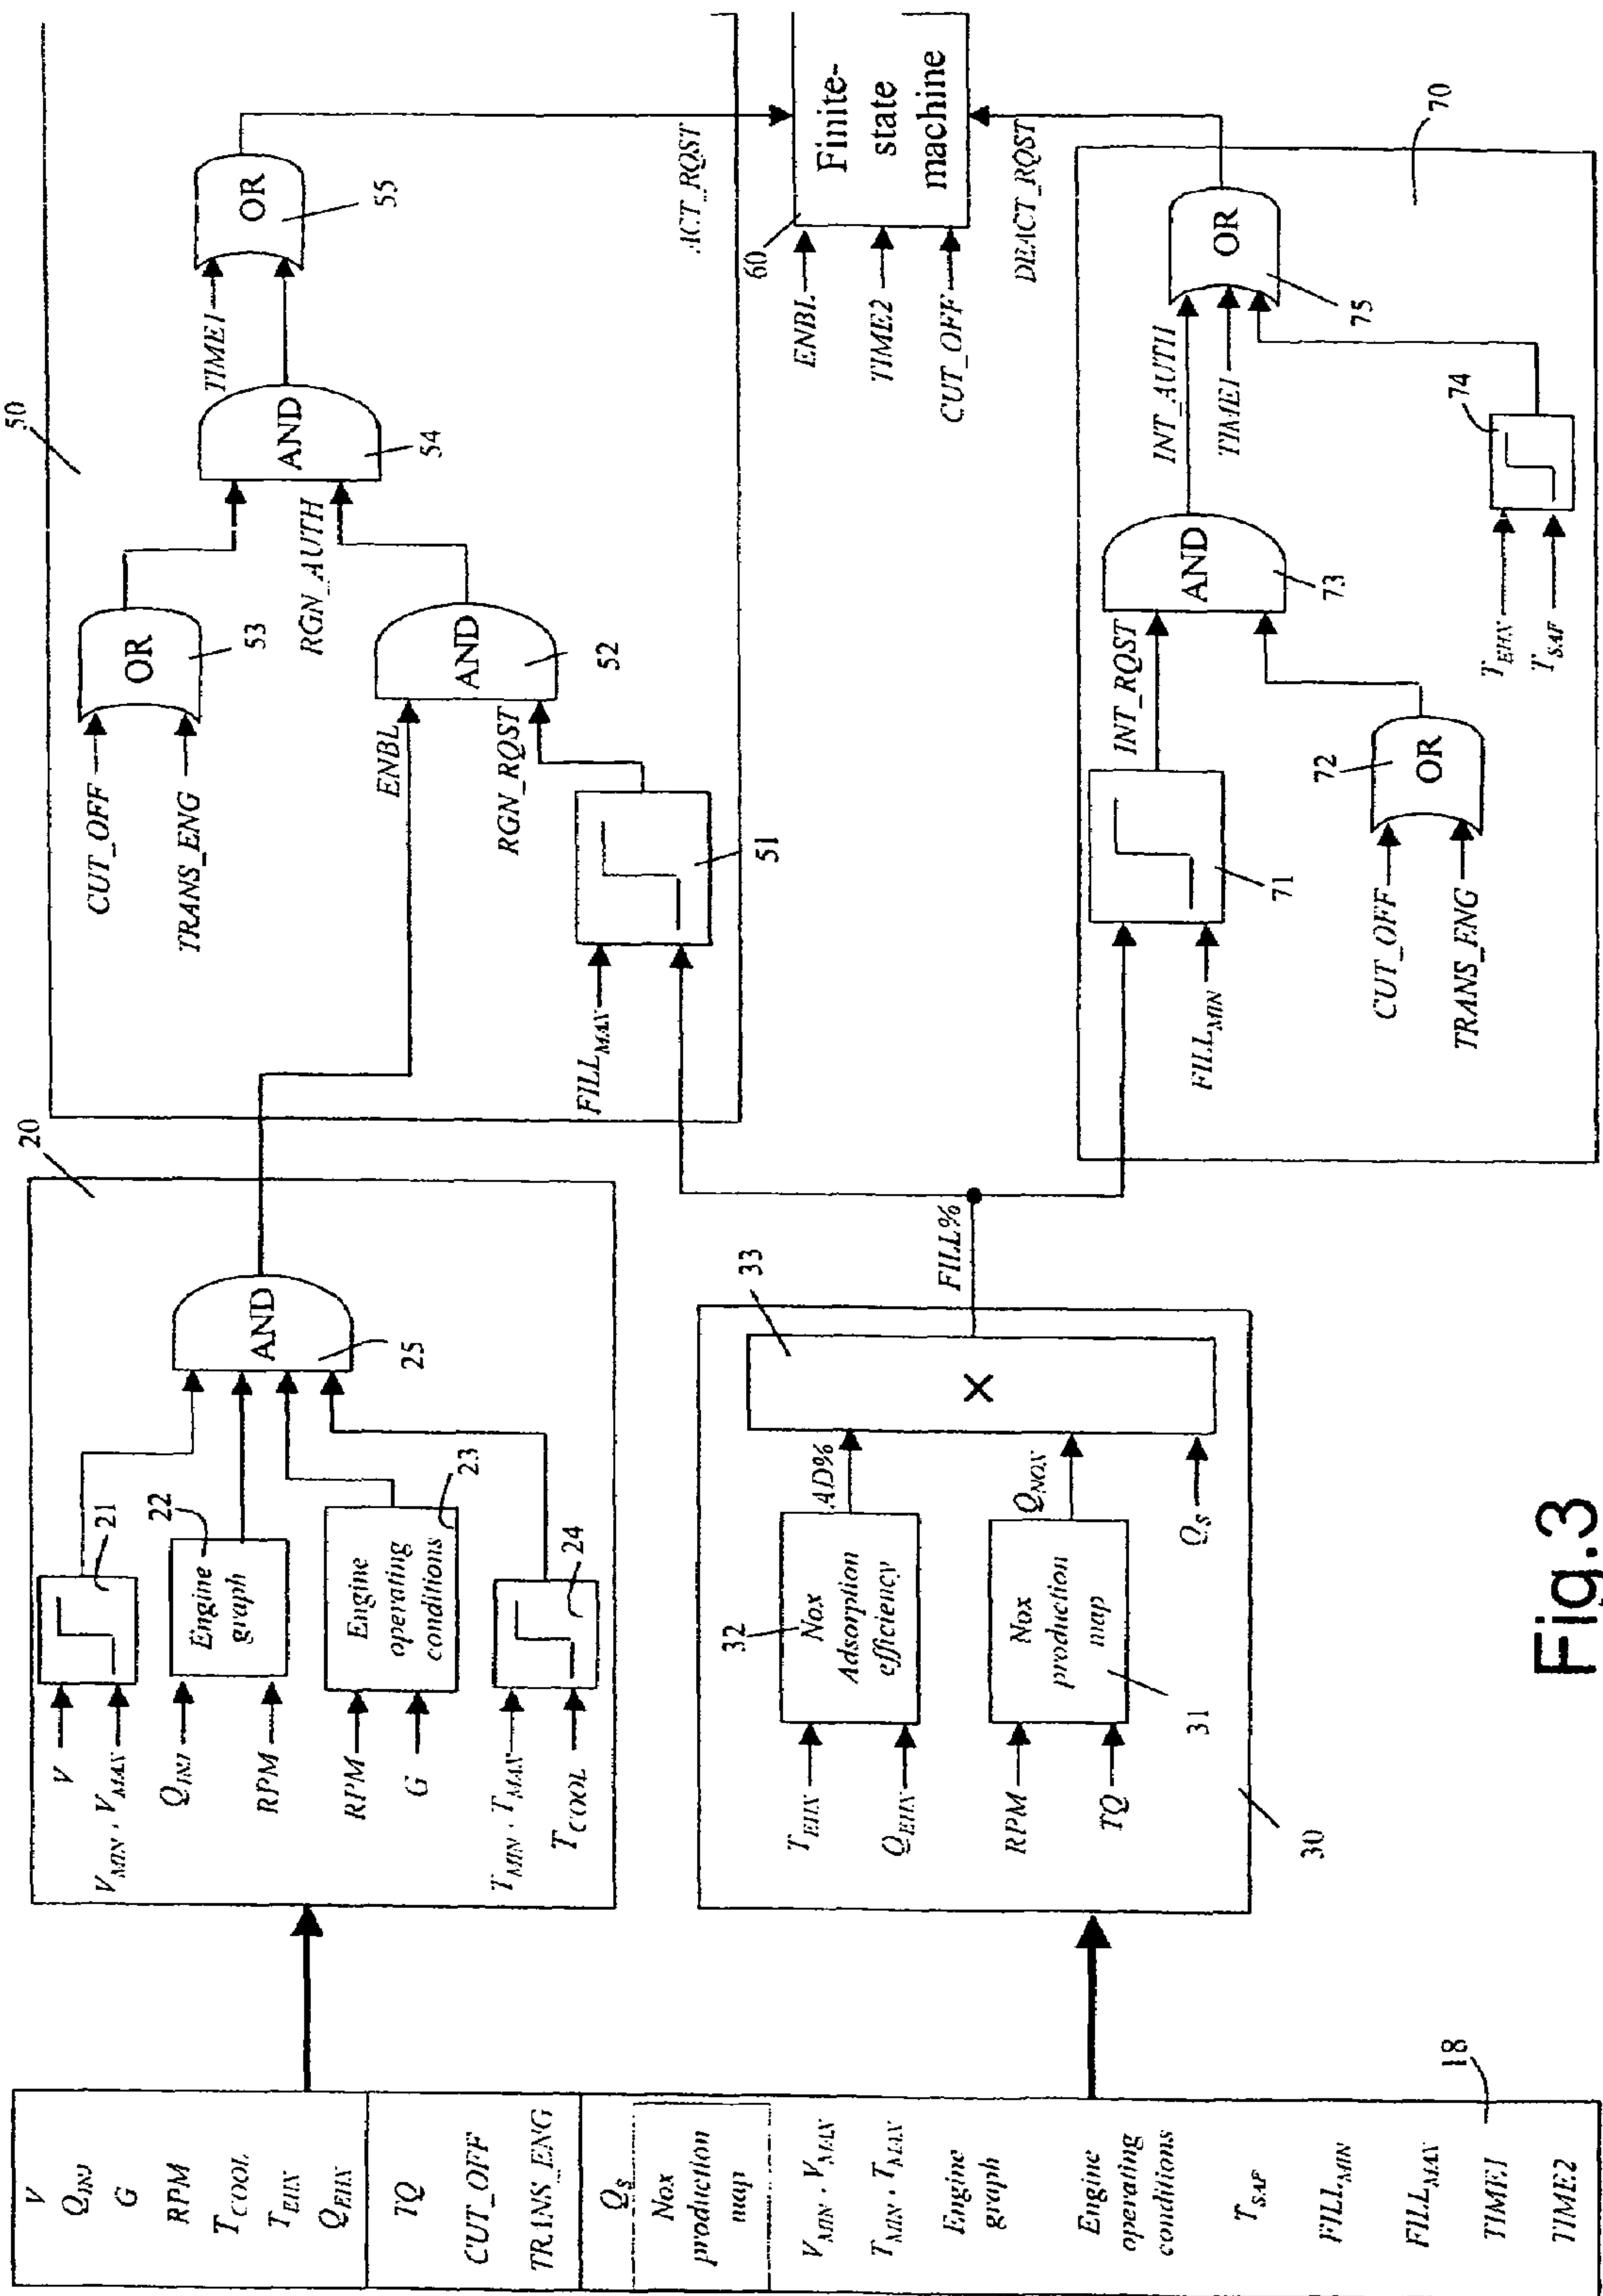 V
Q_INJ
G
RPM
T_COOL
T_EHX
Q_EHX
TQ
CUT_OFF
TRANS_ENG
Q_S
Nox
production
map
V_MIN . V_MAX
T_MIN . T_MAX
Engine
graph
Engine
operating
conditions
T_SAF
FILL_MIN
FILL_MAX
TIME1
TIME2
18
20
V
V_MIN . V_MAX
21
Q_INJ
RPM
Engine
graph
22
RPM
G
Engine
operating
conditions
23
T_MIN . T_MAX
T_COOL
24
AND
25
30
T_EHX
Q_EHX
32
Nox
Adsorption
efficiency
AD%
RPM
TQ
Nox
production
map
31
Q_NOX
Q_S
X
33
FILL%
50
CUT_OFF
TRANS_ENG
OR
53
ENBL
RGN_RQST
FILL_MAX
51
AND
52
RGN_AUTH
AND
54
TIME1
OR
55
ACT_RQST
60
ENBL
TIME2
CUT_OFF
Finite-
state
machine
DEACT_RQST
70
FILL_MIN
71
INT_RQST
CUT_OFF
TRANS_ENG
72
OR
AND
73
INT_AUTH
TIME1
T_EHX
T_SAF
74
OR
75
Fig.3